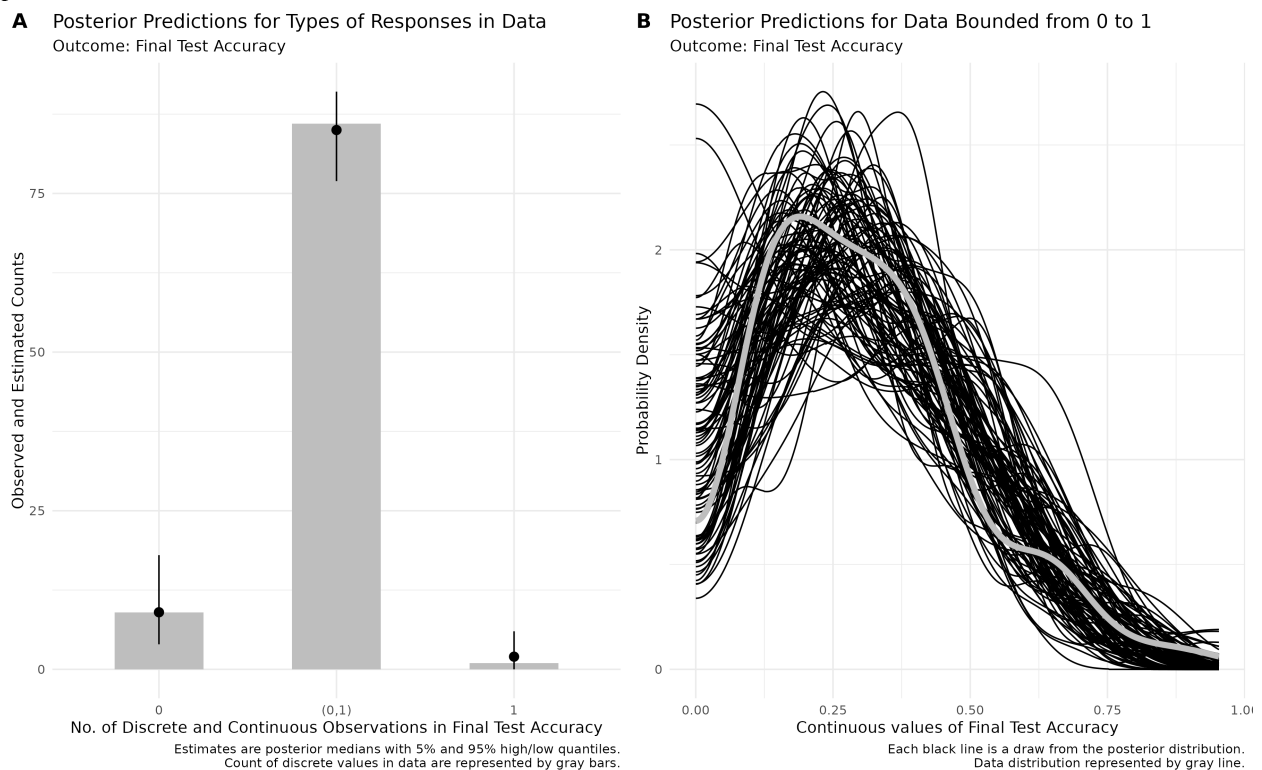 A Posterior Predictions for Types of Responses in Data
Outcome: Final Test Accuracy
Observed and Estimated Counts
75
50
25
0
0 (0,1) 1
No. of Discrete and Continuous Observations in Final Test Accuracy
Estimates are posterior medians with 5% and 95% high/low quantiles.
Count of discrete values in data are represented by gray bars.
B Posterior Predictions for Data Bounded from 0 to 1
Outcome: Final Test Accuracy
Probability Density
2
1
0
0.00 0.25 0.50 0.75 1.0
Continuous values of Final Test Accuracy
Each black line is a draw from the posterior distribution.
Data distribution represented by gray line.